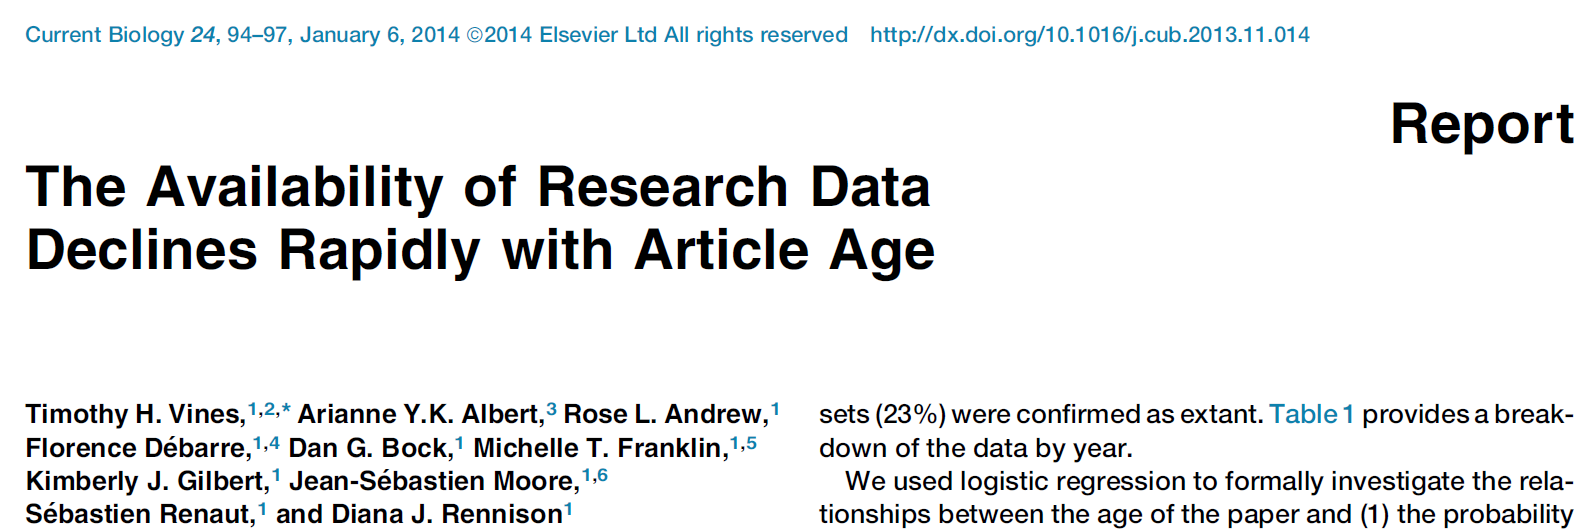 Current Biology 24, 94–97, January 6, 2014 ©2014 Elsevier Ltd All rights reserved http://dx.doi.org/10.1016/j.cub.2013.11.014
Report
The Availability of Research Data
Declines Rapidly with Article Age
Timothy H. Vines,1,2,* Arianne Y.K. Albert,3 Rose L. Andrew,1
Florence Débarre,1,4 Dan G. Bock,1 Michelle T. Franklin,1,5
Kimberly J. Gilbert,1 Jean-Sébastien Moore,1,6
Sébastien Renaut,1 and Diana J. Rennison1
sets (23%) were confirmed as extant. Table 1 provides a break-
down of the data by year.
We used logistic regression to formally investigate the rela-
tionships between the age of the paper and (1) the probability